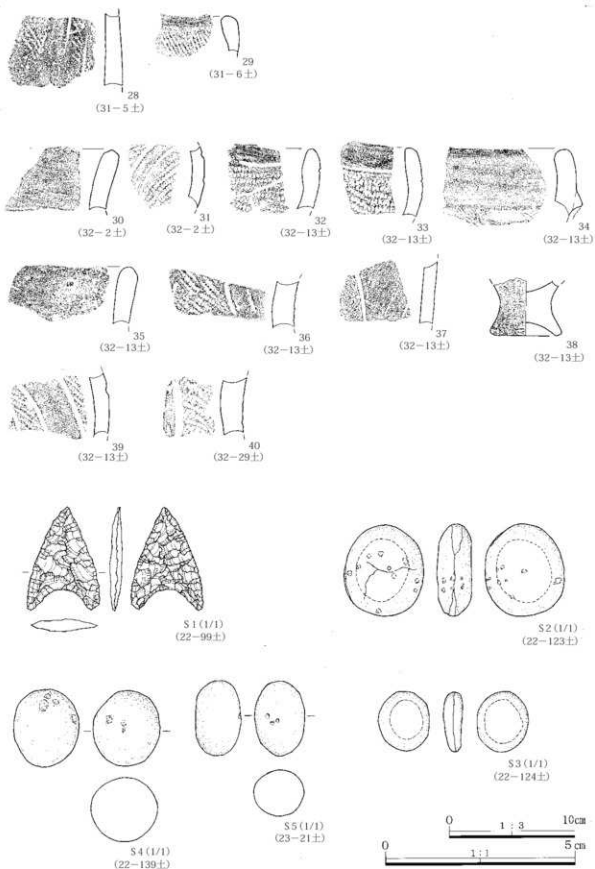 28
(31-5土)
29
(31-6土)
30
(32-2土)
31
(32-2土)
32
(32-13土)
33
(32-13土)
34
(32-13土)
35
(32-13土)
36
(32-13土)
37
(32-13土)
38
(32-13土)
39
(32-13土)
40
(32-29土)
S1(1/1)
(22-99土)
S2(1/1)
(22-123土)
S3(1/1)
(22-124土)
S4(1/1)
(22-139土)
S5(1/1)
(23-21土)
0 1:3 10cm
0 1:1 5cm